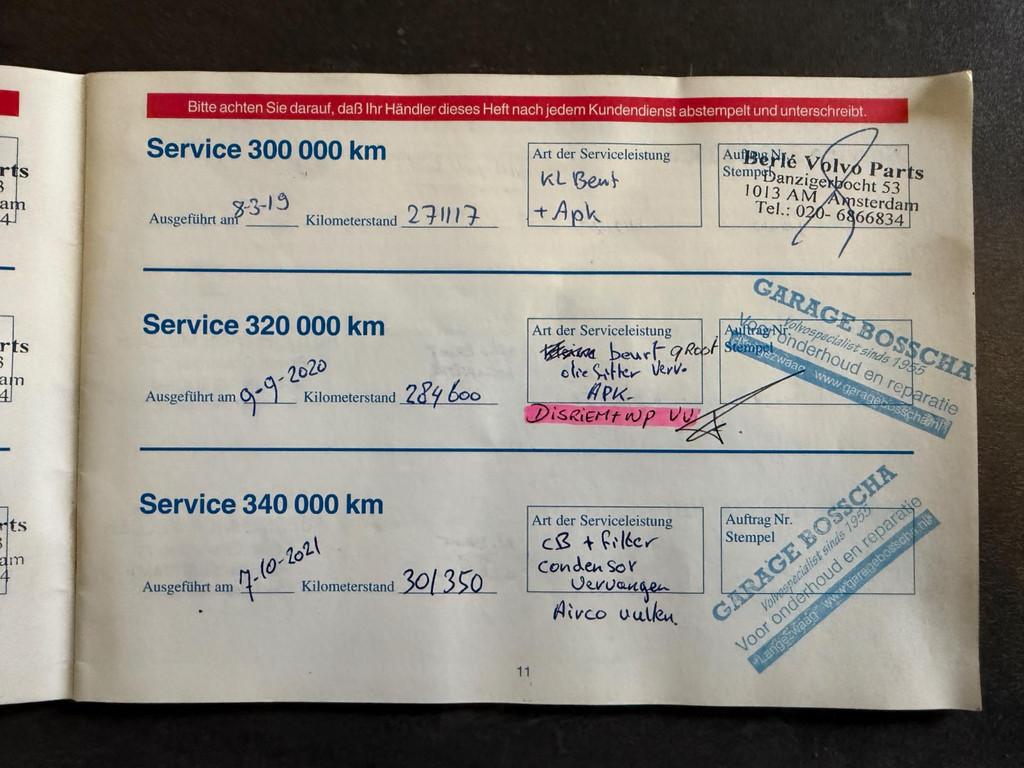 Bitte achten Sie darauf, daß Ihr Händler dieses Heft nach jedem Kundendienst abstempelt und unterschreibt.
Service 300 000 km
Ausgeführt am 8-3-19 Kilometerstand 271117
Art der Serviceleistung
KL Beurt
+ Apk
Auftrag Nr.
Stempel
Berlé Volvo Parts
Danzigerbocht 53
1013 AM Amsterdam
Tel.: 020- 6866834
Service 320 000 km
Ausgeführt am 9-9-2020 Kilometerstand 284600
Art der Serviceleistung
beurt groot
olie filter verv.
APK-
DISRIEM + WP VV
Auftrag Nr.
Stempel
GARAGE BOSSCHA
Volvospecialist sinds 1955
Voor onderhoud en reparatie
Langezwaag www.garagebosscha.nl
Service 340 000 km
Ausgeführt am 7-10-2021 Kilometerstand 301350
Art der Serviceleistung
CB + filter
condensor
vervangen
Airco vullen
Auftrag Nr.
Stempel
GARAGE BOSSCHA
Volvospecialist sinds 1955
Voor onderhoud en reparatie
Langezwaag www.garagebosscha.nl
11
rts
am
4
rts
am
4
rts
am
4